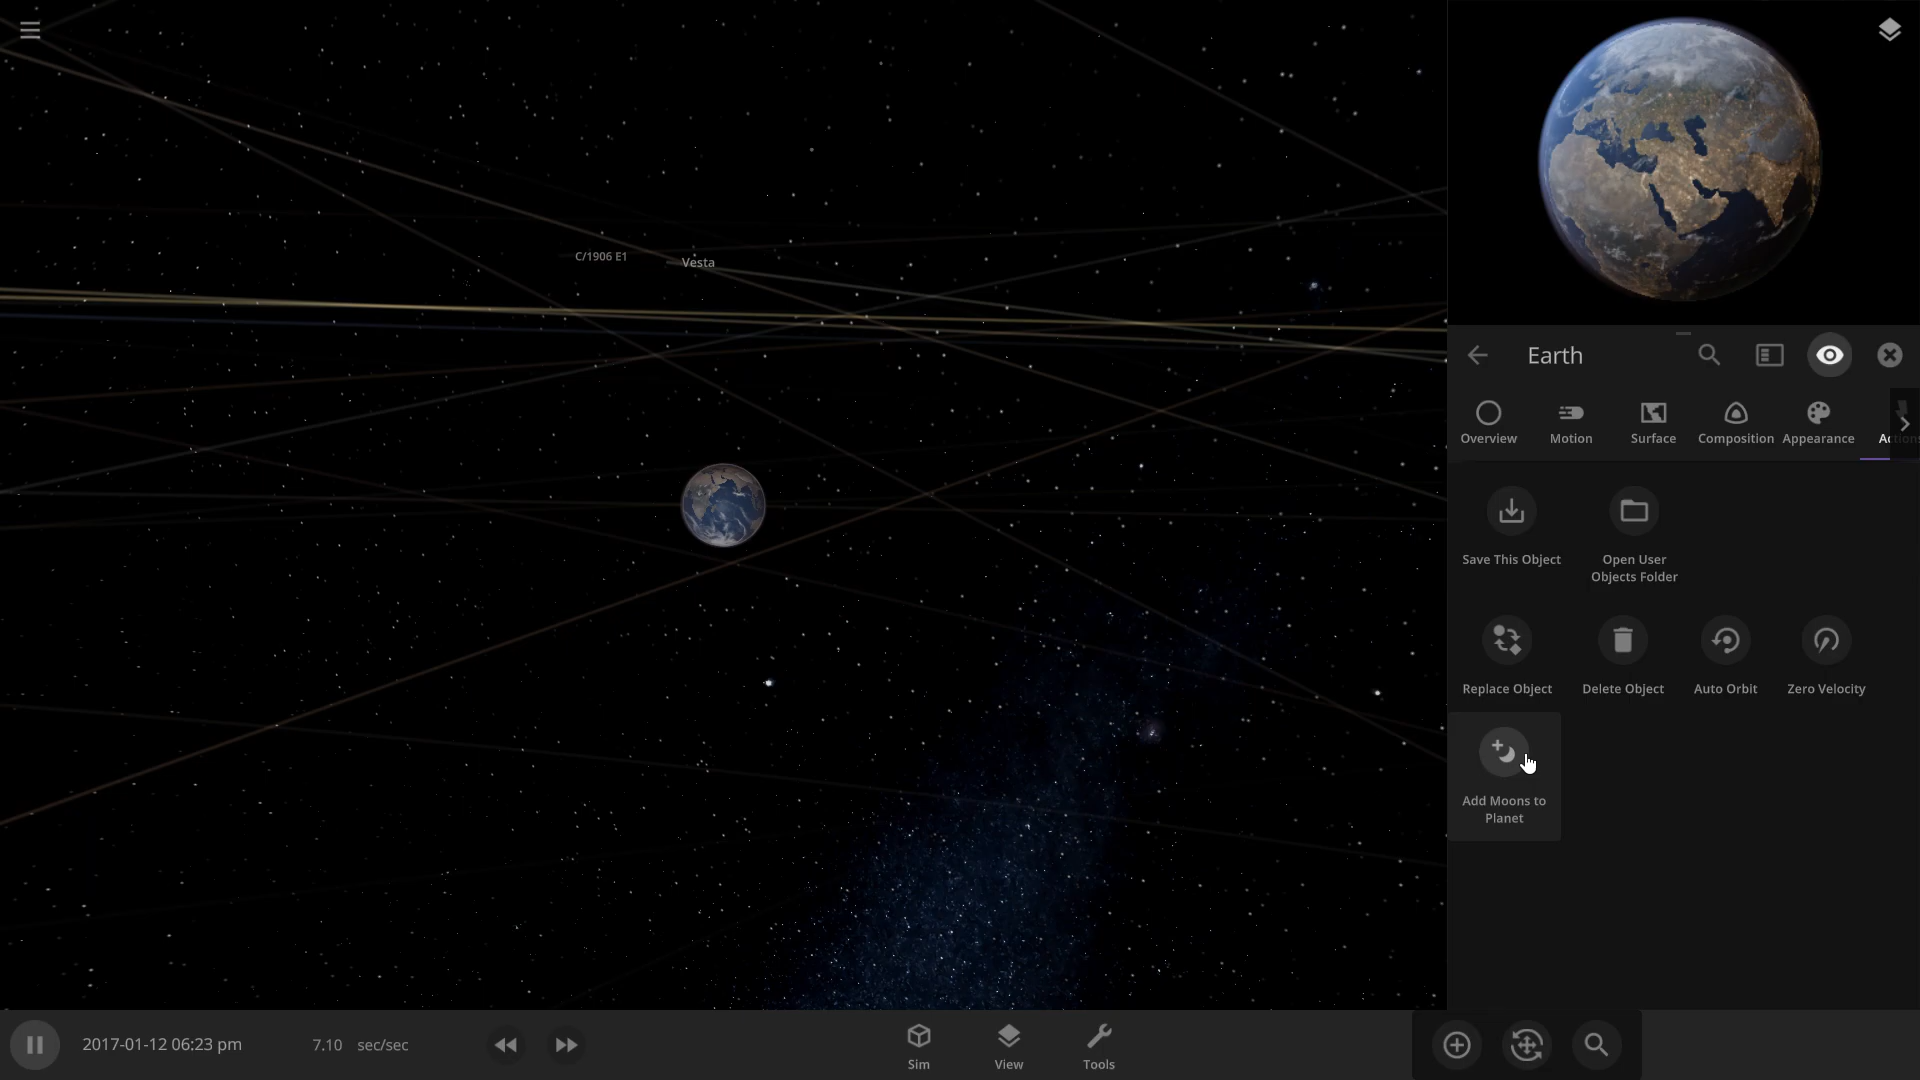 C/1906 E1
Vesta
Earth
Overview
Motion
Surface
Composition
Appearance
Save This Object
Open User
Objects Folder
Replace Object
Delete Object
Auto Orbit
Zero Velocity
Add Moons to
Planet
2017-01-12 06:23 pm
7.10 sec/sec
Sim
View
Tools